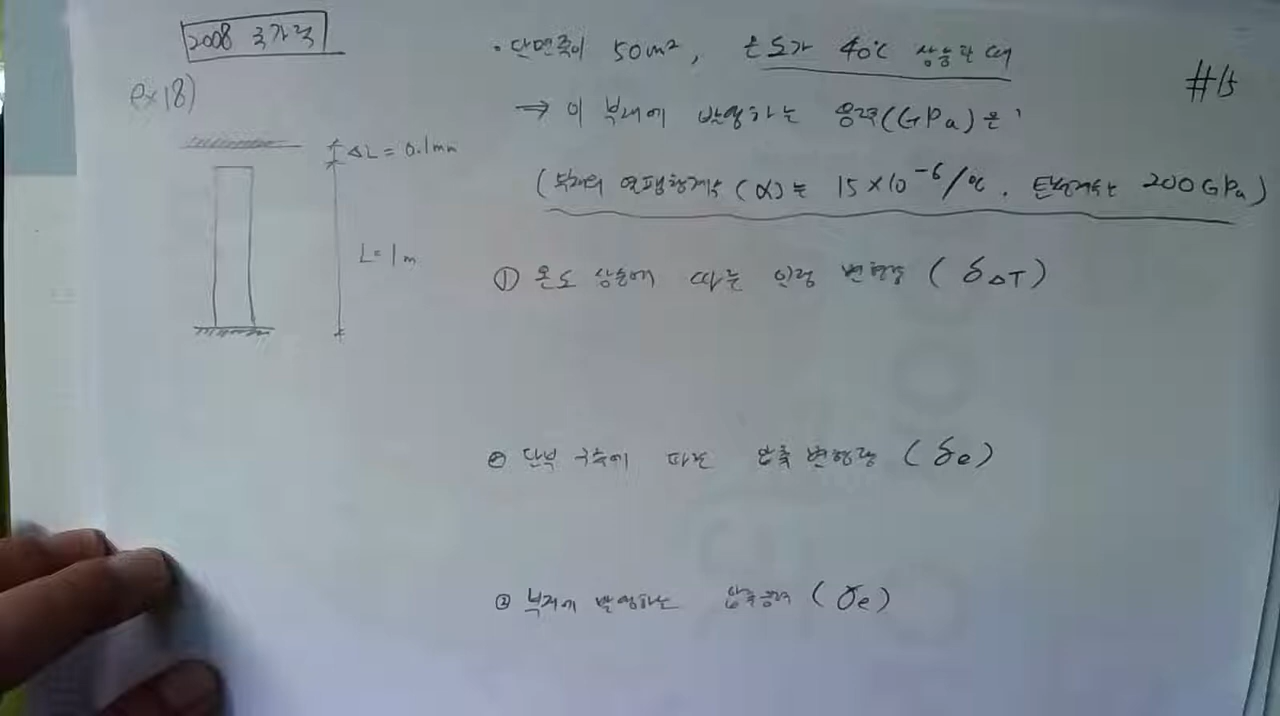 2008 국가직
ex 18)
ΔL = 0.1mm
L = 1m
· 단면적이 50m², 온도가 40℃ 상승할 때
#15
⇒ 이 부재에 발생하는 응력(GPa)은?
(부재의 열팽창계수(α)는 15×10⁻⁶/℃, 탄성계수는 200GPa)
① 온도 상승에 따른 인장 변형량 (δΔT)
② 단부 구속에 따른 압축 변형량 (δe)
③ 부재에 발생하는 압축응력 (σe)